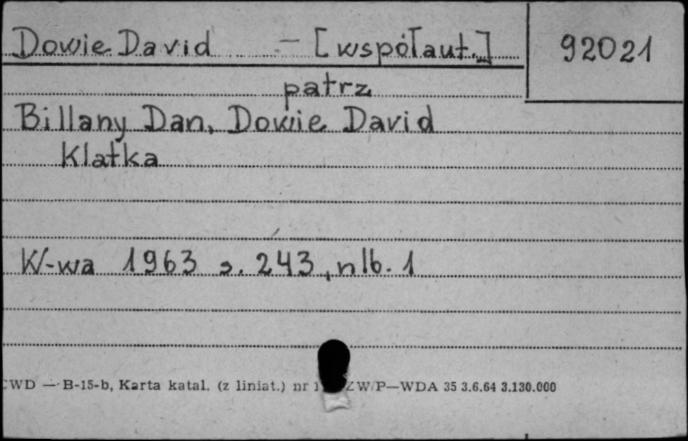 Dowie David – [współaut.] 92021
patrz
Billany Dan, Dowie David
Klatka
W-wa 1963 s. 243, nlb. 1
WD — B-15-b, Karta katal. (z liniat.) nr ZW/P—WDA 35 3.6.64 3.130.000